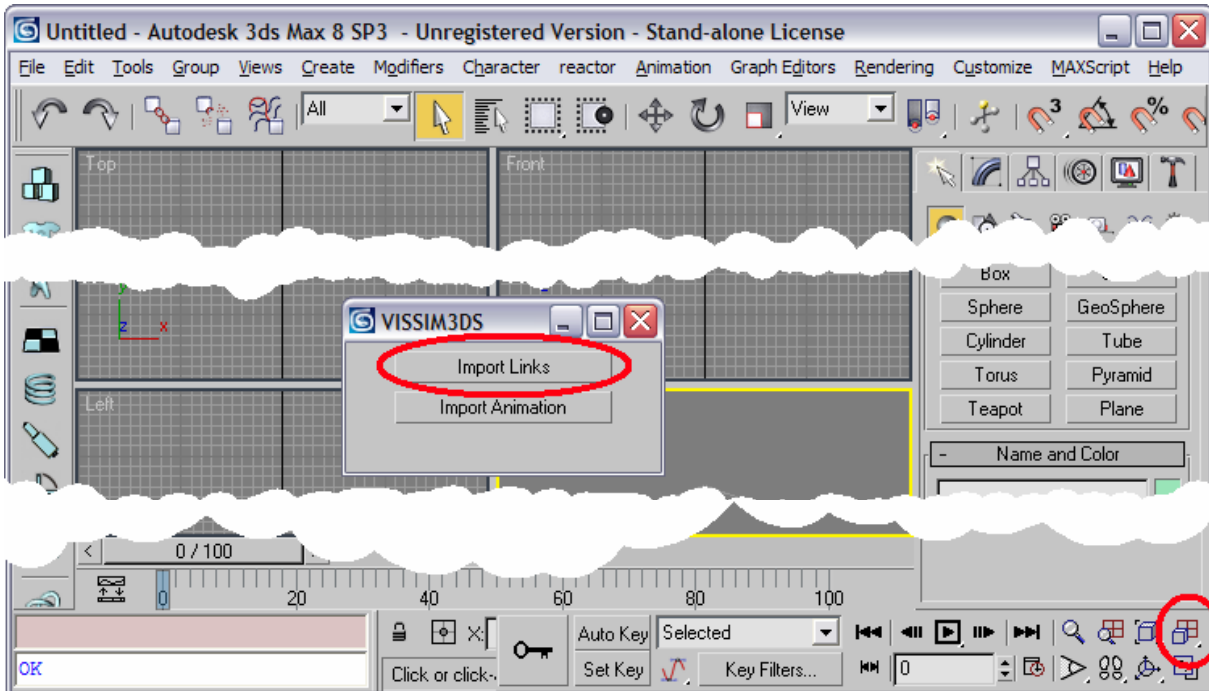 Untitled - Autodesk 3ds Max 8 SP3 - Unregistered Version - Stand-alone License
File Edit Tools Group Views Create Modifiers Character reactor Animation Graph Editors Rendering Customize MAXScript Help
All View 3 %
Top Front
Box
y
z x
VISSIM3DS
Sphere GeoSphere
Import Links
Cylinder Tube
Torus Pyramid
Left
Import Animation
Teapot Plane
- Name and Color
< 0 / 100
0 20 40 60 80 100
X: Auto Key Selected
OK
Click or click- Set Key Key Filters... 0